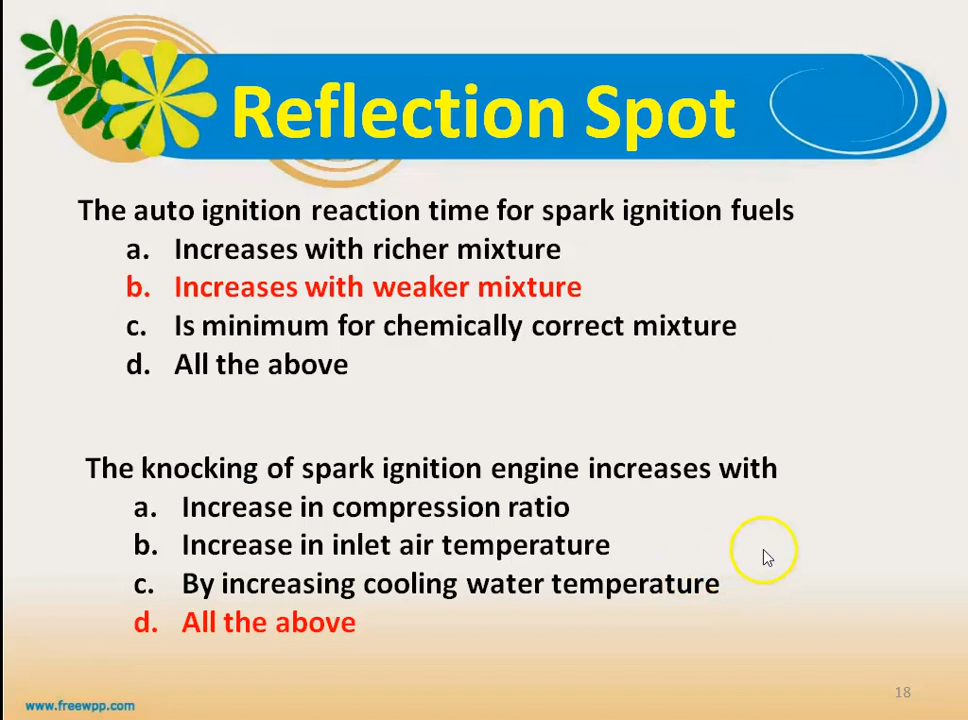 Reflection Spot
The auto ignition reaction time for spark ignition fuels
a. Increases with richer mixture
b. Increases with weaker mixture
c. Is minimum for chemically correct mixture
d. All the above
The knocking of spark ignition engine increases with
a. Increase in compression ratio
b. Increase in inlet air temperature
c. By increasing cooling water temperature
d. All the above
18
www.freewpp.com